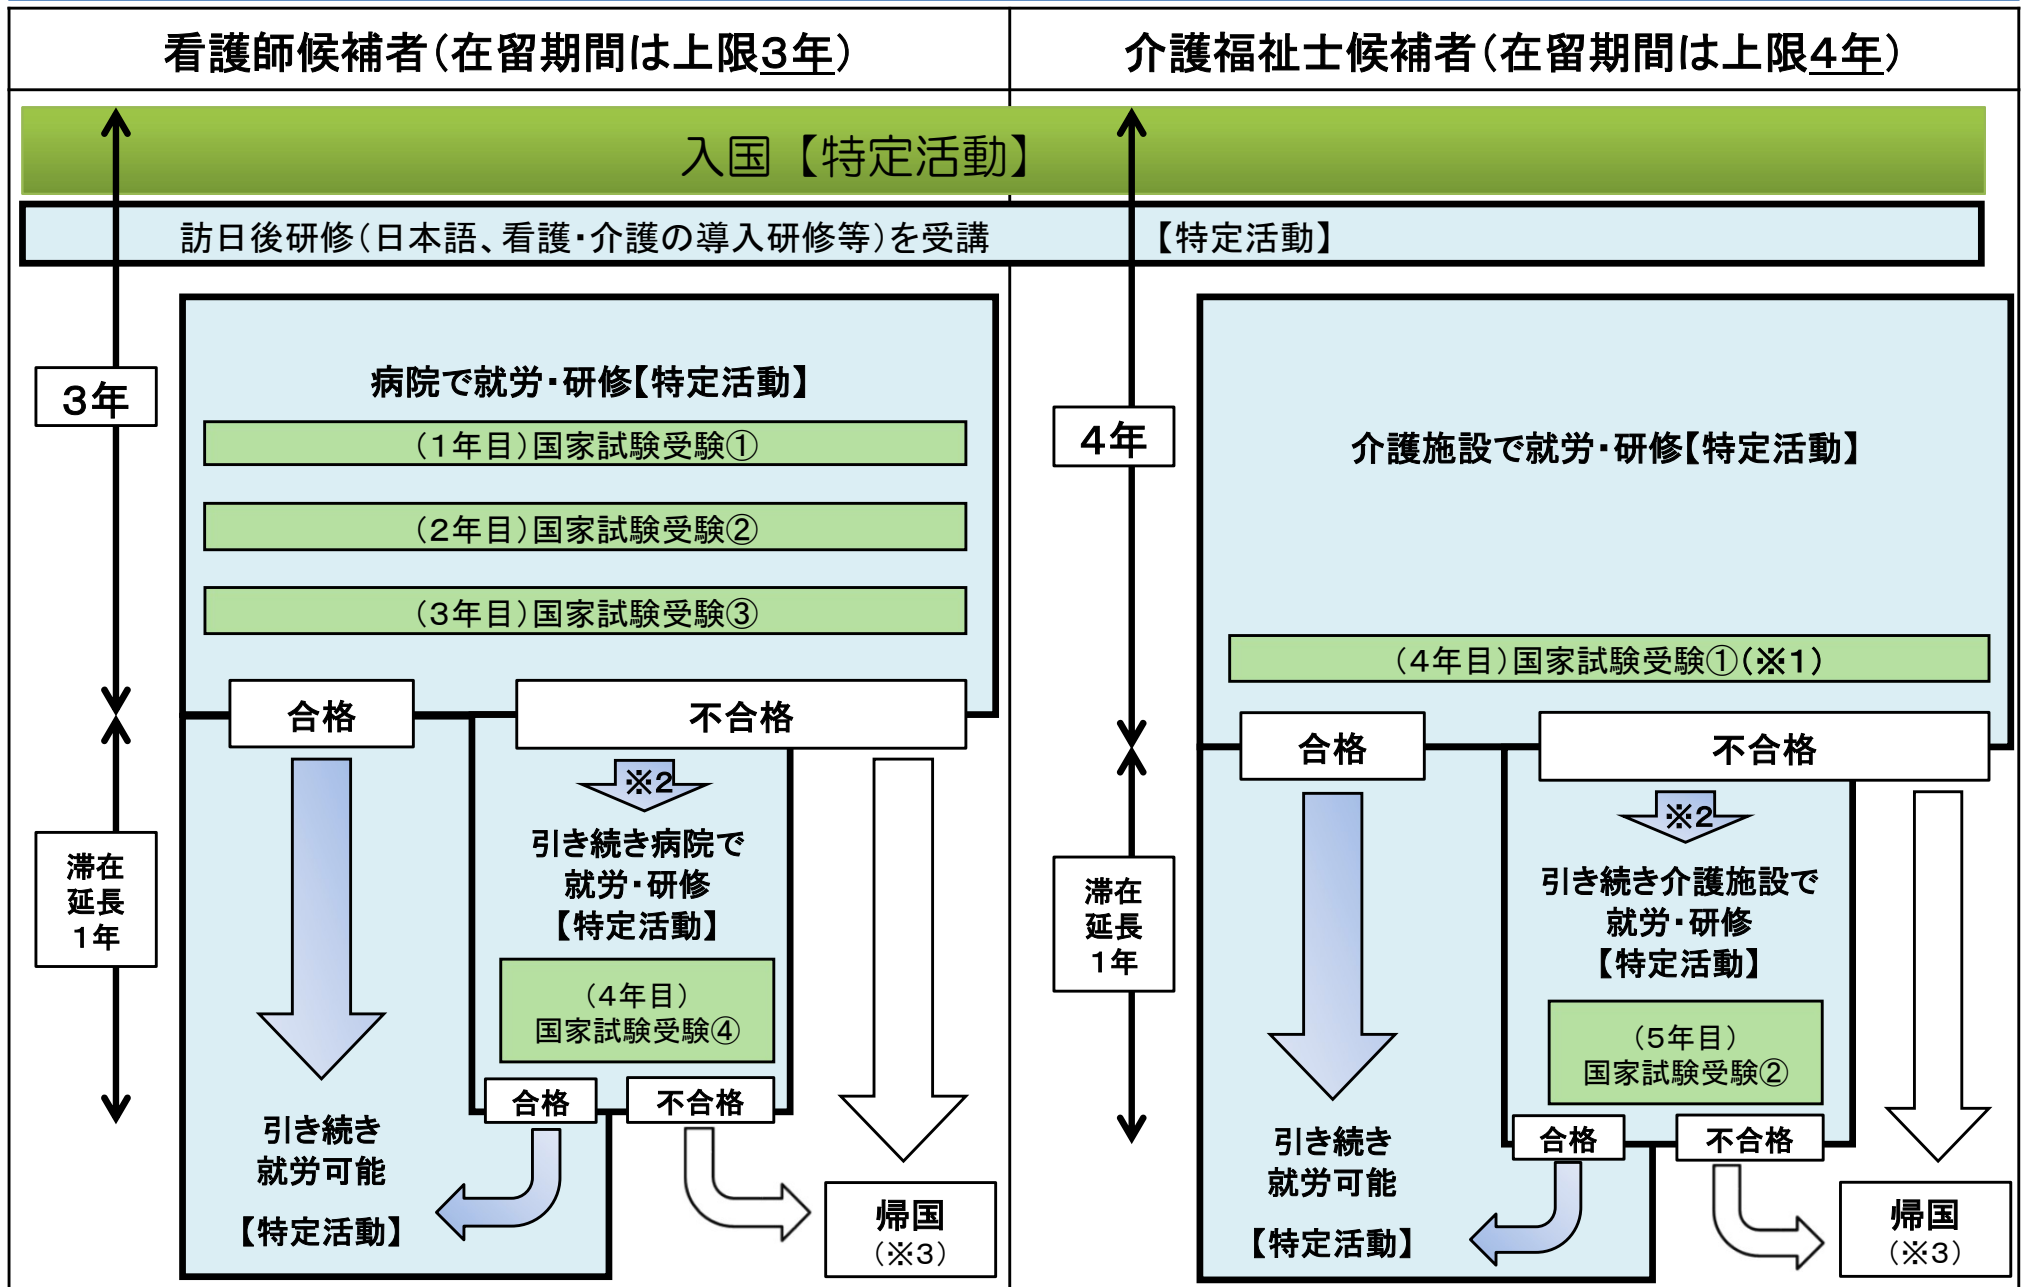 看護師候補者(在留期間は上限3年)
介護福祉士候補者(在留期間は上限4年)
入国【特定活動】
訪日後研修(日本語、看護・介護の導入研修等)を受講 【特定活動】
3年
病院で就労・研修【特定活動】
(1年目)国家試験受験①
(2年目)国家試験受験②
(3年目)国家試験受験③
合格
不合格
滞在
延長
1年
※2
引き続き病院で
就労・研修
【特定活動】
(4年目)
国家試験受験④
合格
不合格
引き続き
就労可能
【特定活動】
帰国
(※3)
4年
介護施設で就労・研修【特定活動】
(4年目)国家試験受験①(※1)
合格
不合格
滞在
延長
1年
※2
引き続き介護施設で
就労・研修
【特定活動】
(5年目)
国家試験受験②
合格
不合格
引き続き
就労可能
【特定活動】
帰国
(※3)